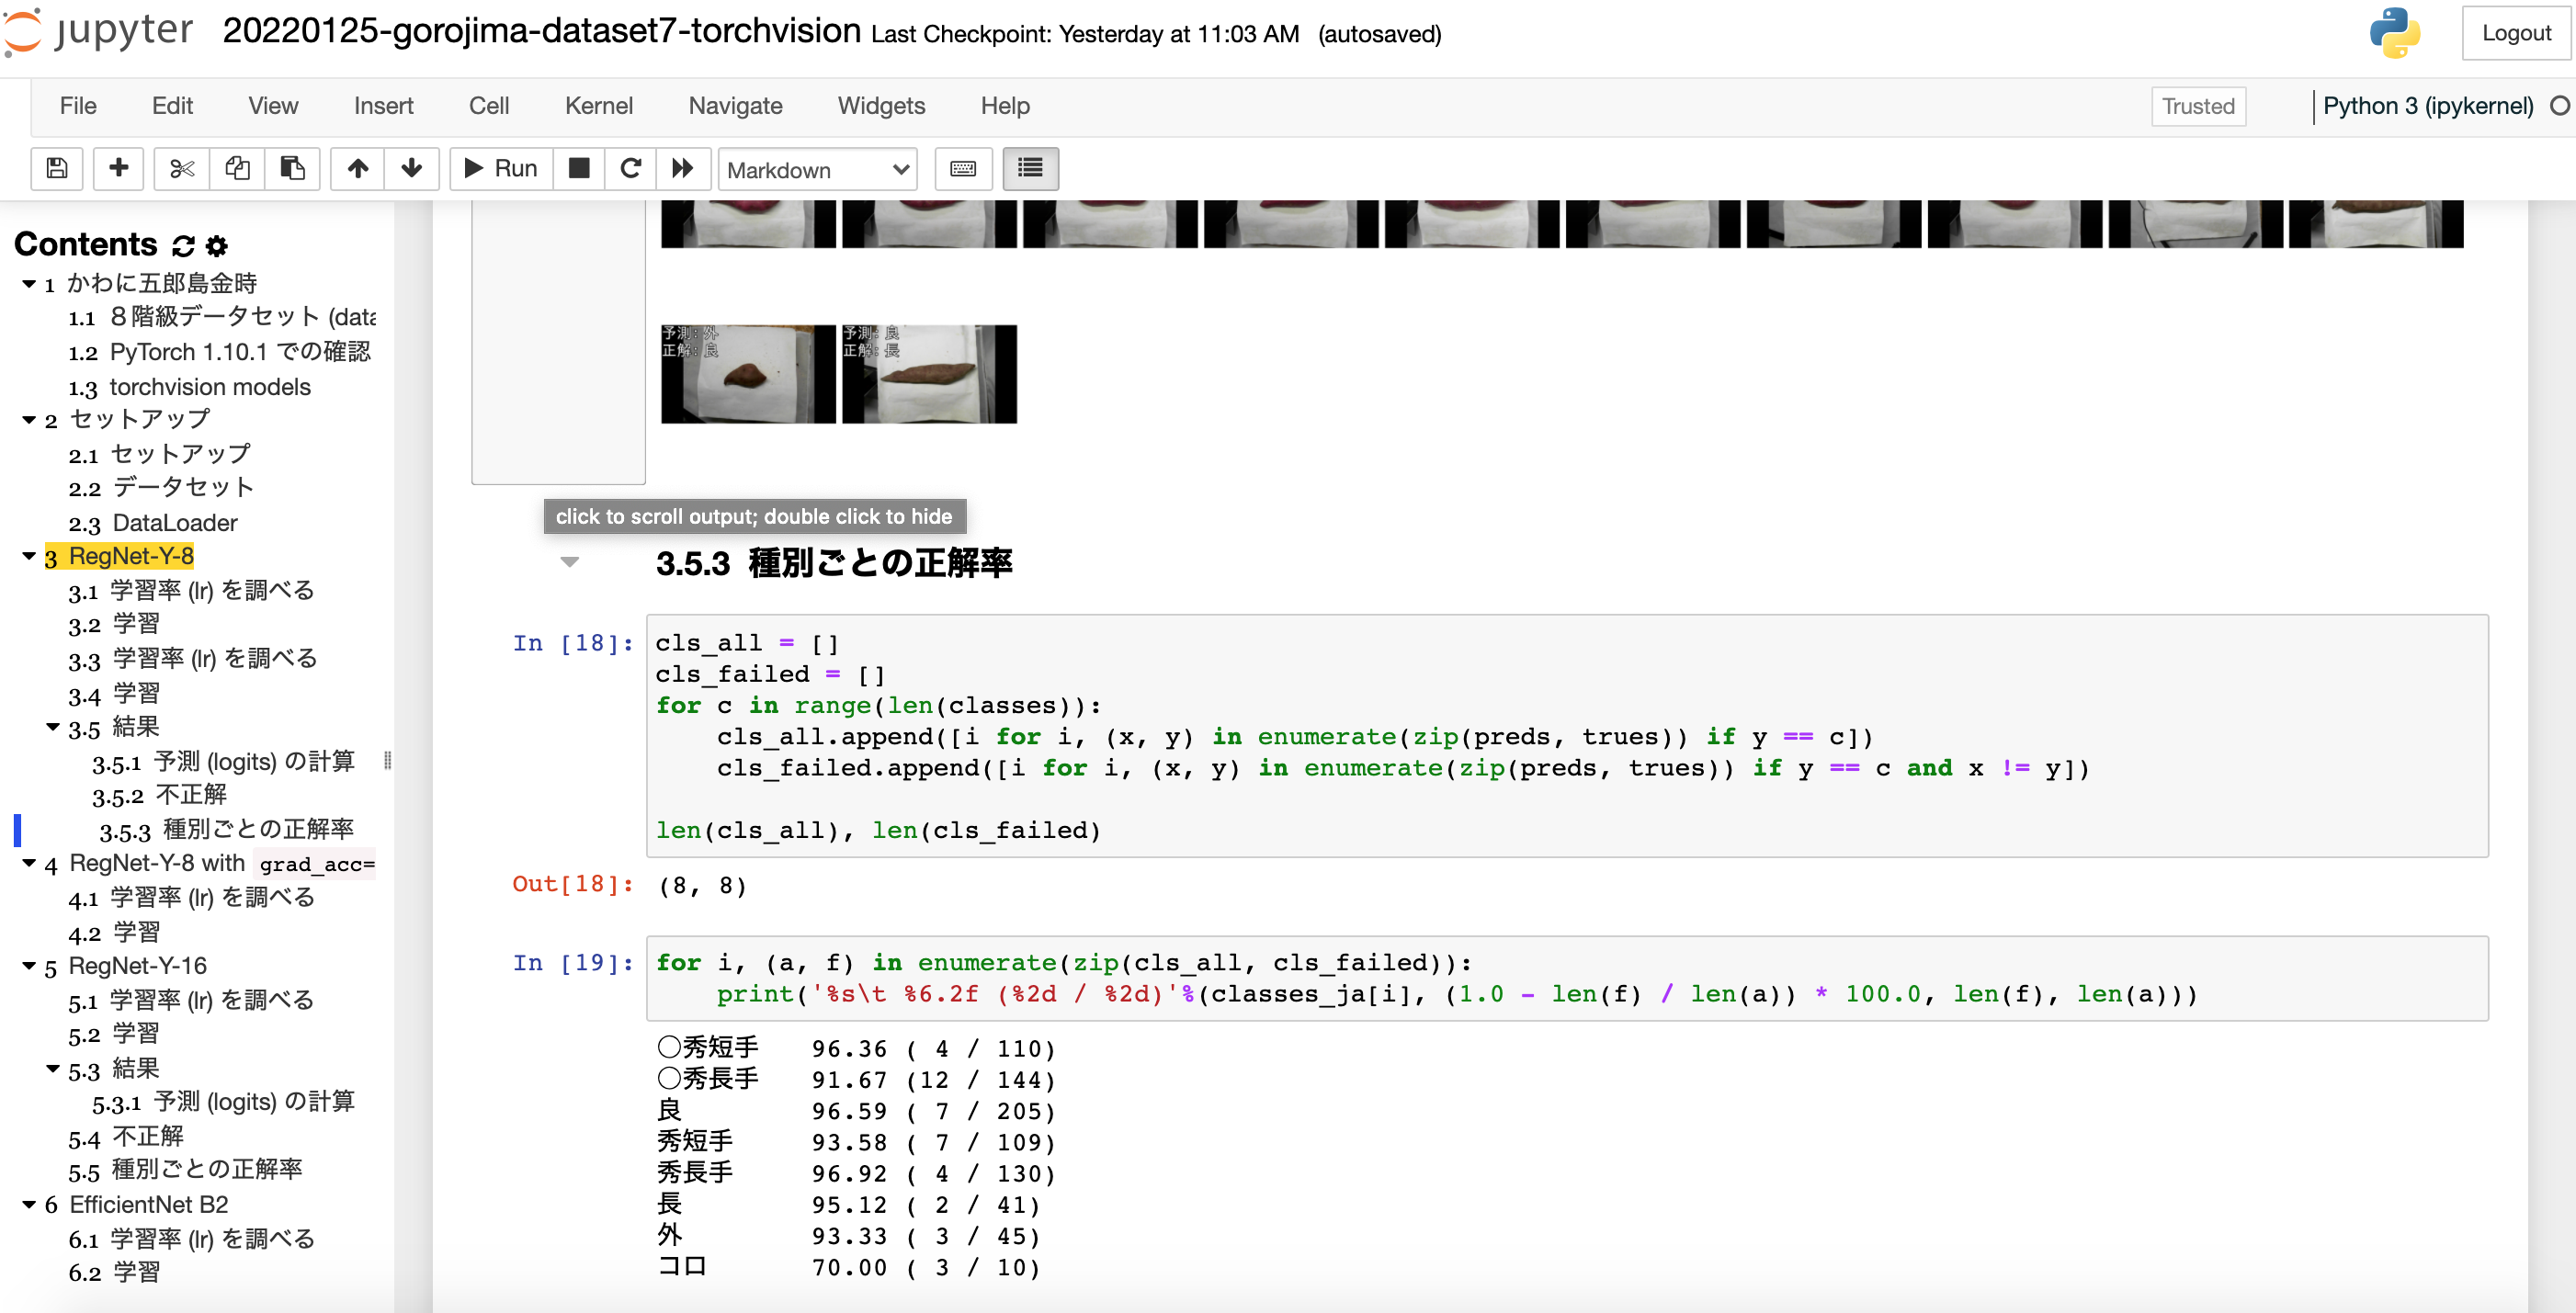 jupyter 20220125-gorojima-dataset7-torchvision Last Checkpoint: Yesterday at 11:03 AM (autosaved) Logout
File Edit View Insert Cell Kernel Navigate Widgets Help Trusted Python 3 (ipykernel)
Run Markdown
Contents
1 かわに五郎島金時
1.1 8階級データセット (data
1.2 PyTorch 1.10.1 での確認
1.3 torchvision models
2 セットアップ
2.1 セットアップ
2.2 データセット
2.3 DataLoader
3 RegNet-Y-8
3.1 学習率 (lr) を調べる
3.2 学習
3.3 学習率 (lr) を調べる
3.4 学習
3.5 結果
3.5.1 予測 (logits) の計算
3.5.2 不正解
3.5.3 種別ごとの正解率
4 RegNet-Y-8 with grad_acc=
4.1 学習率 (lr) を調べる
4.2 学習
5 RegNet-Y-16
5.1 学習率 (lr) を調べる
5.2 学習
5.3 結果
5.3.1 予測 (logits) の計算
5.4 不正解
5.5 種別ごとの正解率
6 EfficientNet B2
6.1 学習率 (lr) を調べる
6.2 学習
予測: 外
正解: 良
予測: 良
正解: 長
click to scroll output; double click to hide
3.5.3 種別ごとの正解率
In [18]:
cls_all = []
cls_failed = []
for c in range(len(classes)):
    cls_all.append([i for i, (x, y) in enumerate(zip(preds, trues)) if y == c])
    cls_failed.append([i for i, (x, y) in enumerate(zip(preds, trues)) if y == c and x != y])
len(cls_all), len(cls_failed)
Out[18]: (8, 8)
In [19]:
for i, (a, f) in enumerate(zip(cls_all, cls_failed)):
    print('%s\t %6.2f (%2d / %2d)'%(classes_ja[i], (1.0 - len(f) / len(a)) * 100.0, len(f), len(a)))
〇秀短手 96.36 ( 4 / 110)
〇秀長手 91.67 (12 / 144)
良 96.59 ( 7 / 205)
秀短手 93.58 ( 7 / 109)
秀長手 96.92 ( 4 / 130)
長 95.12 ( 2 / 41)
外 93.33 ( 3 / 45)
コロ 70.00 ( 3 / 10)